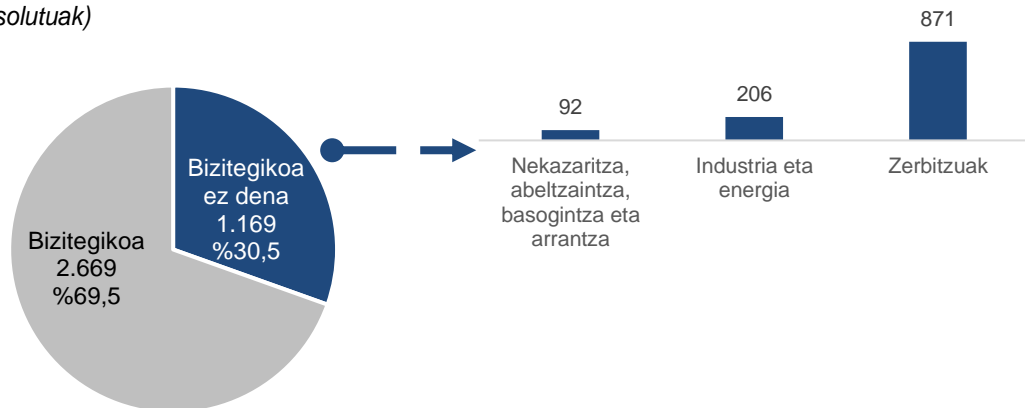 solutuak)
871
92
206
Nekazaritza,
abeltzaintza,
basogintza eta
arrantza
Industria eta
energia
Zerbitzuak
Bizitegikoa
ez dena
1.169
%30,5
Bizitegikoa
2.669
%69,5